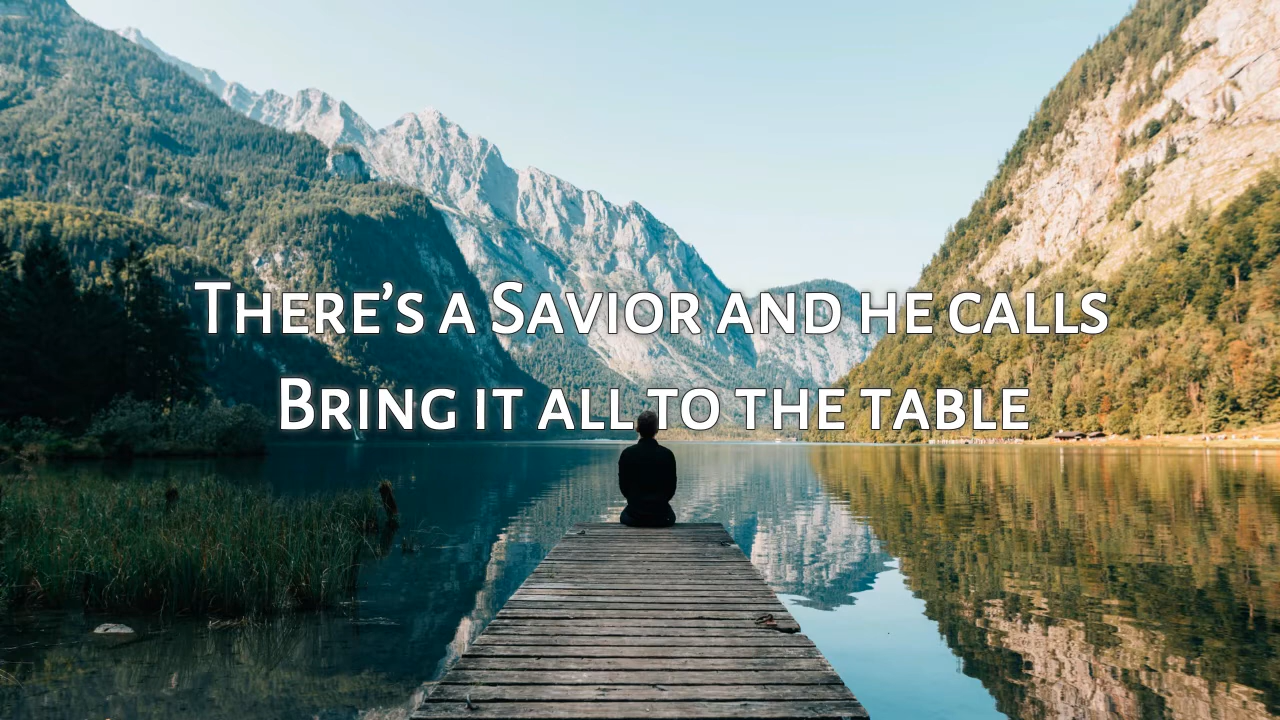 There's a Savior and he calls
Bring it all to the table